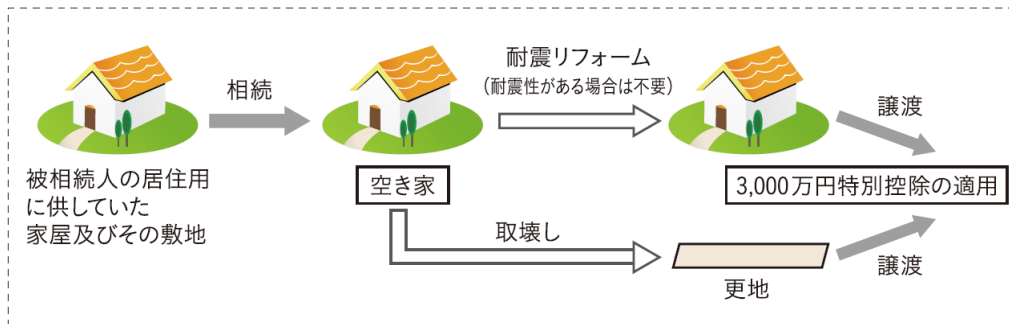 被相続人の居住用
に供していた
家屋及びその敷地
相続
空き家
耐震リフォーム
（耐震性がある場合は不要）
取壊し
更地
譲渡
譲渡
3,000万円特別控除の適用